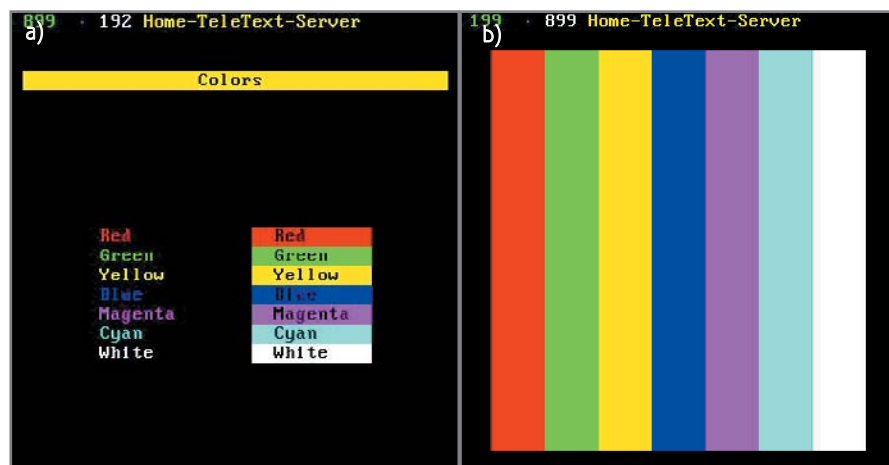 a)
899 · 192 Home-TeleText-Server
Colors
Red Red
Green Green
Yellow Yellow
Blue Blue
Magenta Magenta
Cyan Cyan
White White
b)
199 · 899 Home-TeleText-Server